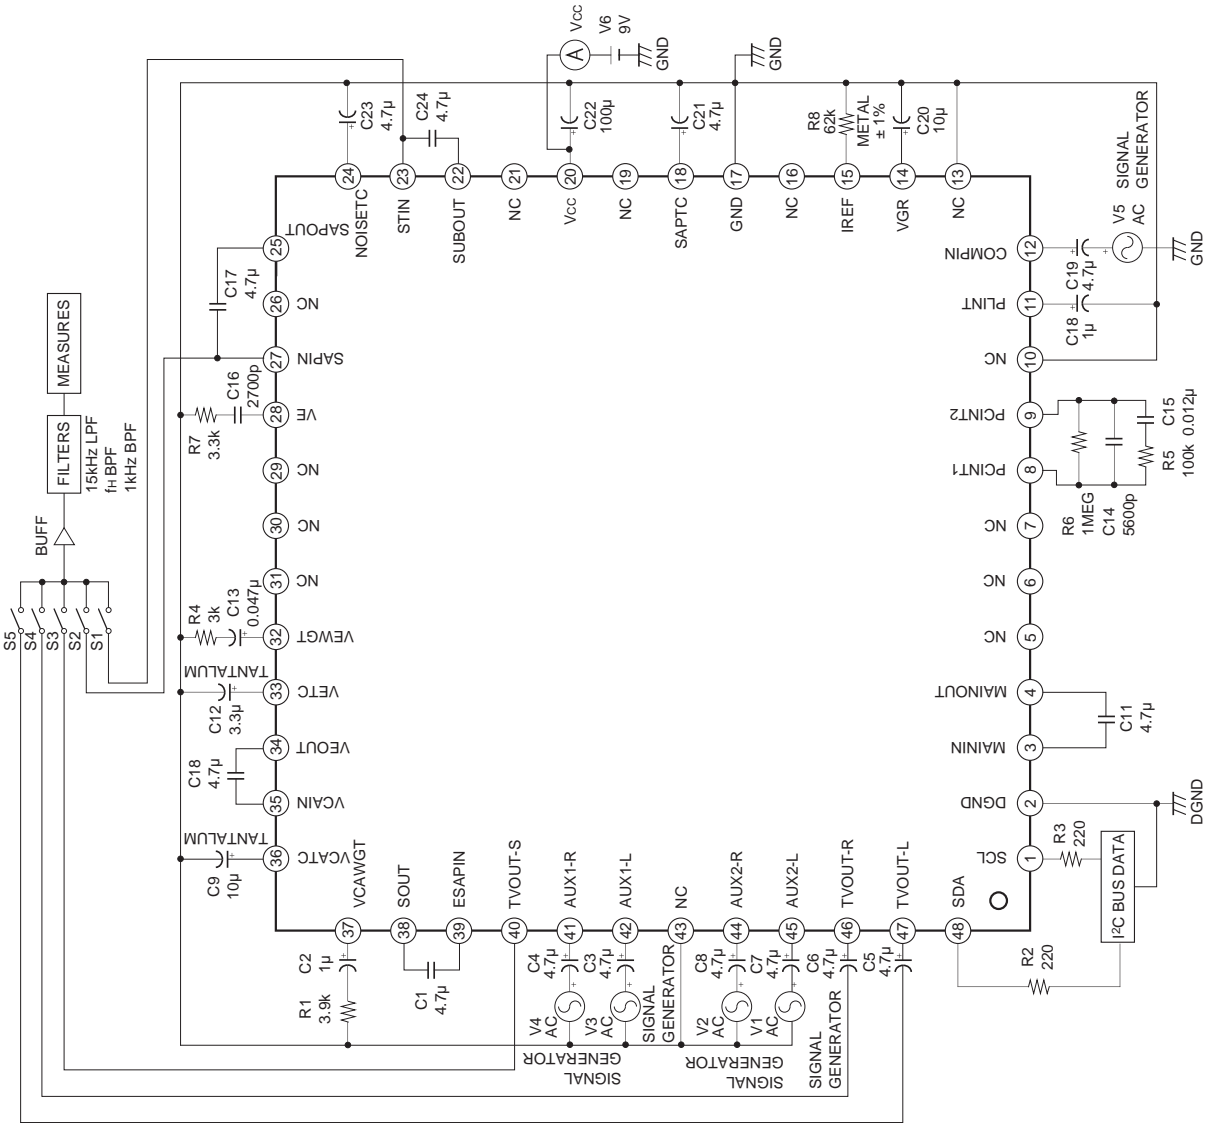 Vcc
V6
9V
A
GND
GND
C23
4.7µ
C24
4.7µ
C22
100µ
C21
4.7µ
R8
62k
METAL
± 1%
C20
10µ
SIGNAL
GENERATOR
24
23
22
21
20
19
18
17
16
15
14
13
NOISETC
STIN
SUBOUT
NC
Vcc
NC
SAPTC
GND
NC
IREF
VGR
NC
V5
AC
GND
C19
4.7µ
C18
1µ
MEASURES
FILTERS
15kHz LPF
fH BPF
1kHz BPF
BUFF
S5
S4
S3
S2
S1
C17
4.7µ
C16
2700p
R7
3.3k
R4
3k
C13
0.047µ
TANTALUM
C12
3.3µ
C18
4.7µ
TANTALUM
C9
10µ
25
SAPOUT
26
NC
27
SAPIN
28
VE
29
NC
30
NC
31
NC
32
VEWGT
33
VETC
34
VEOUT
35
VCAIN
36
VCATC
COMPIN
12
PLINT
11
NC
10
PCINT2
9
PCINT1
8
NC
7
NC
6
NC
5
MAINOUT
4
MAININ
3
DGND
2
SCL
1
C15
0.012µ
R5
100k
R6
1MEG
C14
5600p
C11
4.7µ
DGND
R3
220
I²C BUS DATA
R2
220
VCAWGT
SOUT
ESAPIN
TVOUT-S
AUX1-R
AUX1-L
NC
AUX2-R
AUX2-L
TVOUT-R
TVOUT-L
SDA
37
38
39
40
41
42
43
44
45
46
47
48
C2
1µ
R1
3.9k
C1
4.7µ
C4
4.7µ
C3
4.7µ
C8
4.7µ
C7
4.7µ
C6
4.7µ
C5
4.7µ
V4
AC
V3
AC
V2
AC
V1
AC
SIGNAL
GENERATOR
SIGNAL
GENERATOR
SIGNAL
GENERATOR
SIGNAL
GENERATOR